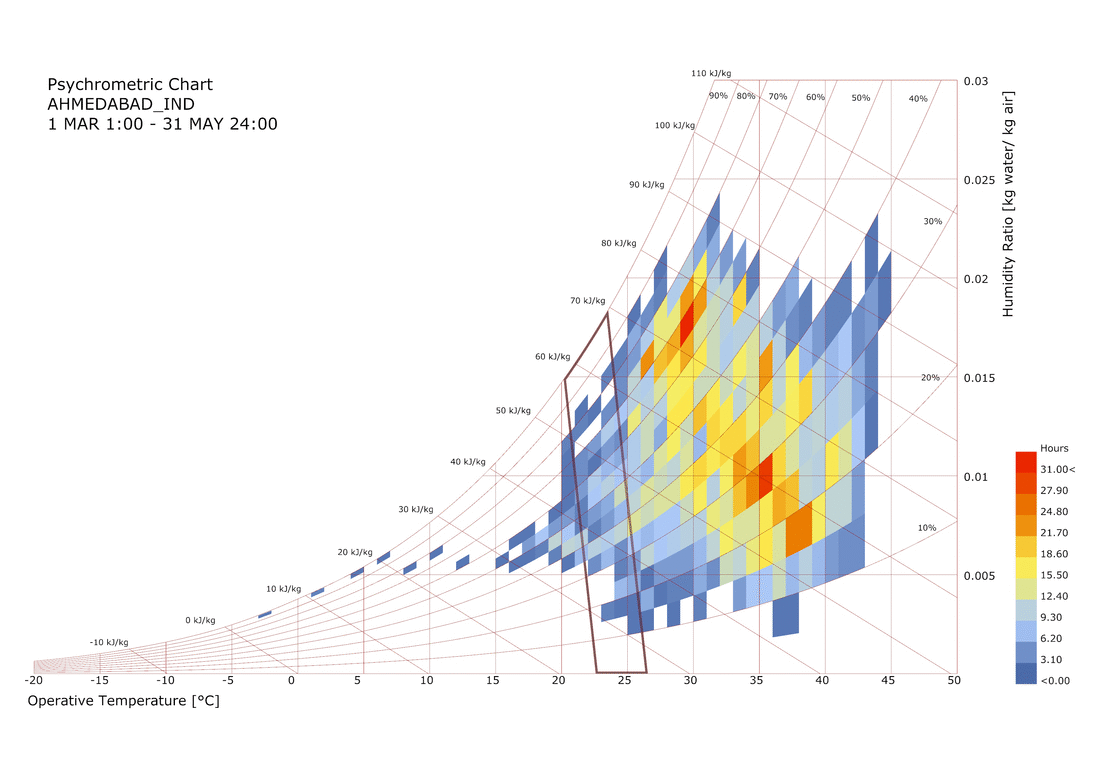 Psychrometric Chart
AHMEDABAD_IND
1 MAR 1:00 - 31 MAY 24:00
110 kJ/kg
100 kJ/kg
90 kJ/kg
80 kJ/kg
70 kJ/kg
60 kJ/kg
50 kJ/kg
40 kJ/kg
30 kJ/kg
20 kJ/kg
10 kJ/kg
0 kJ/kg
-10 kJ/kg
90% 80% 70% 60% 50% 40%
30%
20%
10%
0.03
0.025
0.02
0.015
0.01
0.005
Humidity Ratio [kg water/ kg air]
Hours
31.00<
27.90
24.80
21.70
18.60
15.50
12.40
9.30
6.20
3.10
<0.00
-20 -15 -10 -5 0 5 10 15 20 25 30 35 40 45 50
Operative Temperature [°C]